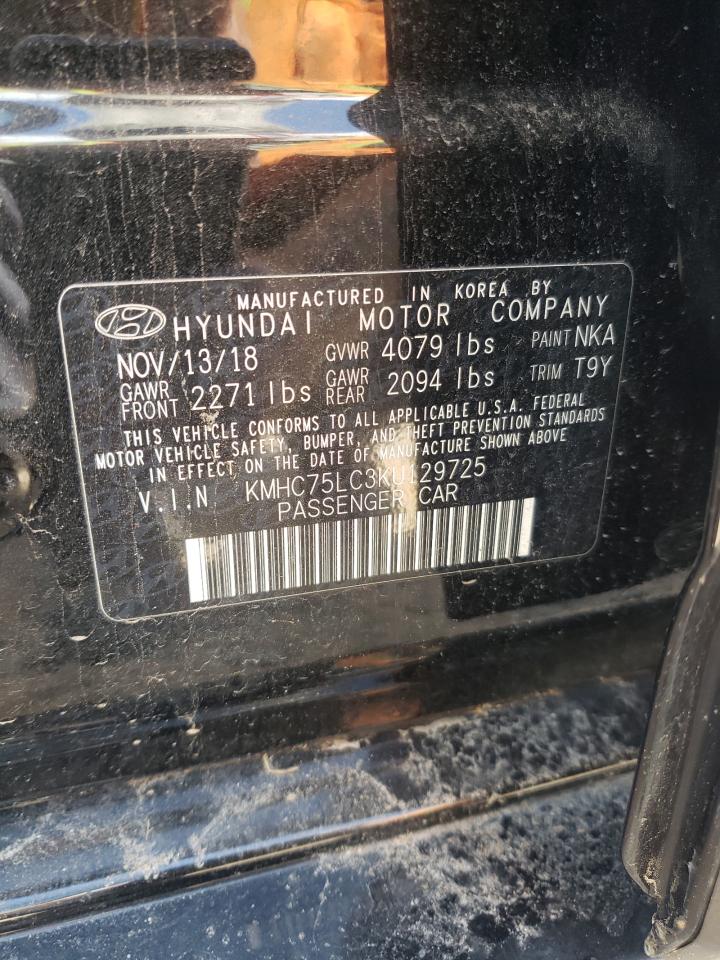 MANUFACTURED IN KOREA BY
HYUNDAI MOTOR COMPANY
NOV/13/18 GVWR 4079 lbs PAINT NKA
GAWR FRONT 2271 lbs GAWR REAR 2094 lbs TRIM T9Y
THIS VEHICLE CONFORMS TO ALL APPLICABLE U.S.A. FEDERAL
MOTOR VEHICLE SAFETY, BUMPER, AND THEFT PREVENTION STANDARDS
IN EFFECT ON THE DATE OF MANUFACTURE SHOWN ABOVE
V.I.N KMHC75LC3KU129725
PASSENGER CAR